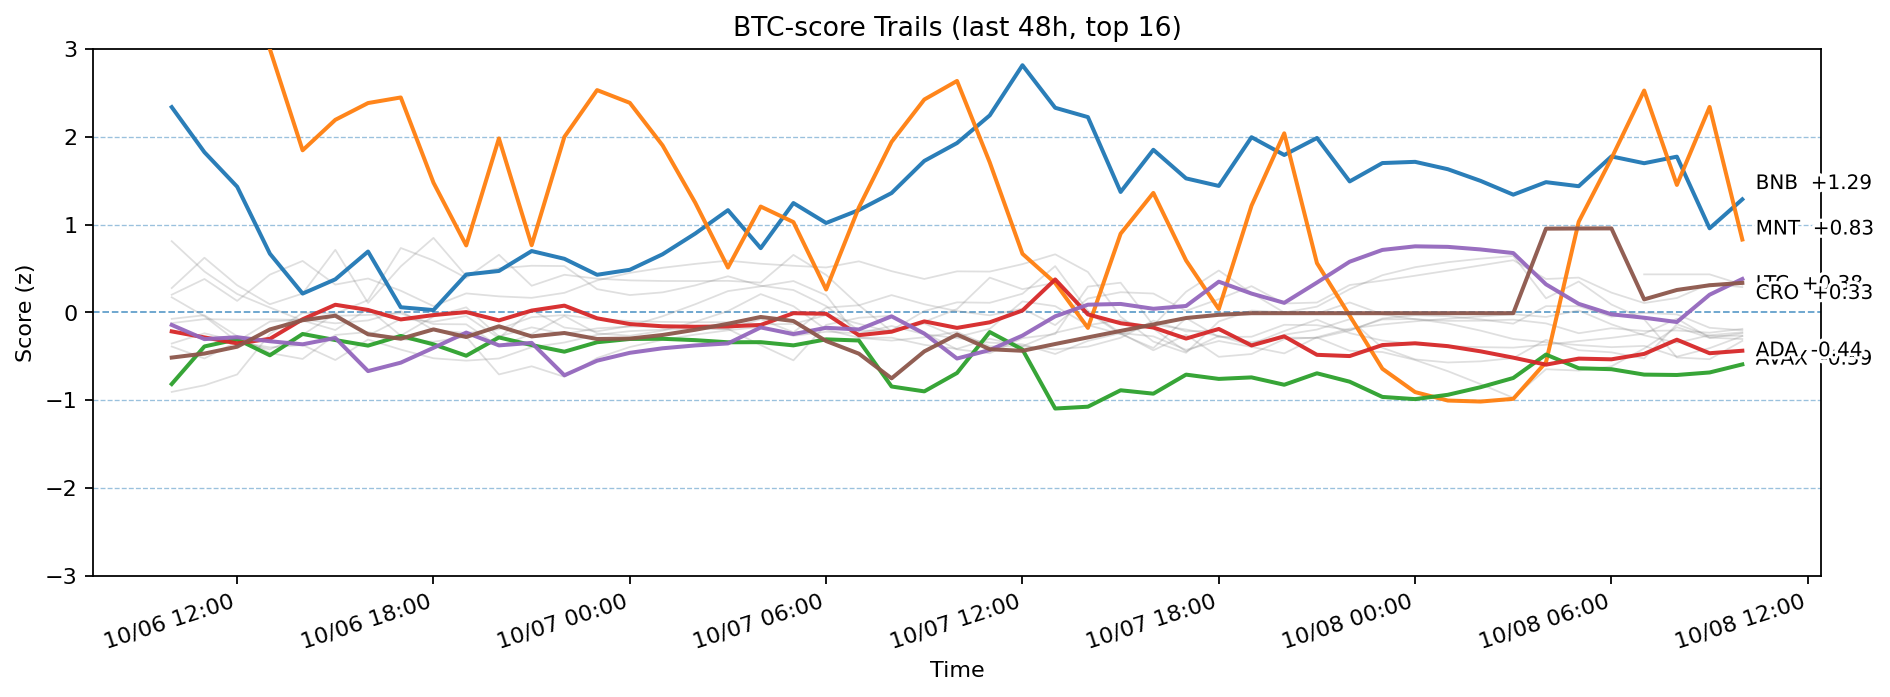 BTC-score Trails (last 48h, top 16)
Score (z)
3
2
1
0
−1
−2
−3
BNB +1.29
MNT +0.83
LTC
CRO +0.33
ADA -0.44
AVAX
10/06 12:00
10/06 18:00
10/07 00:00
10/07 06:00
10/07 12:00
10/07 18:00
10/08 00:00
10/08 06:00
10/08 12:00
Time